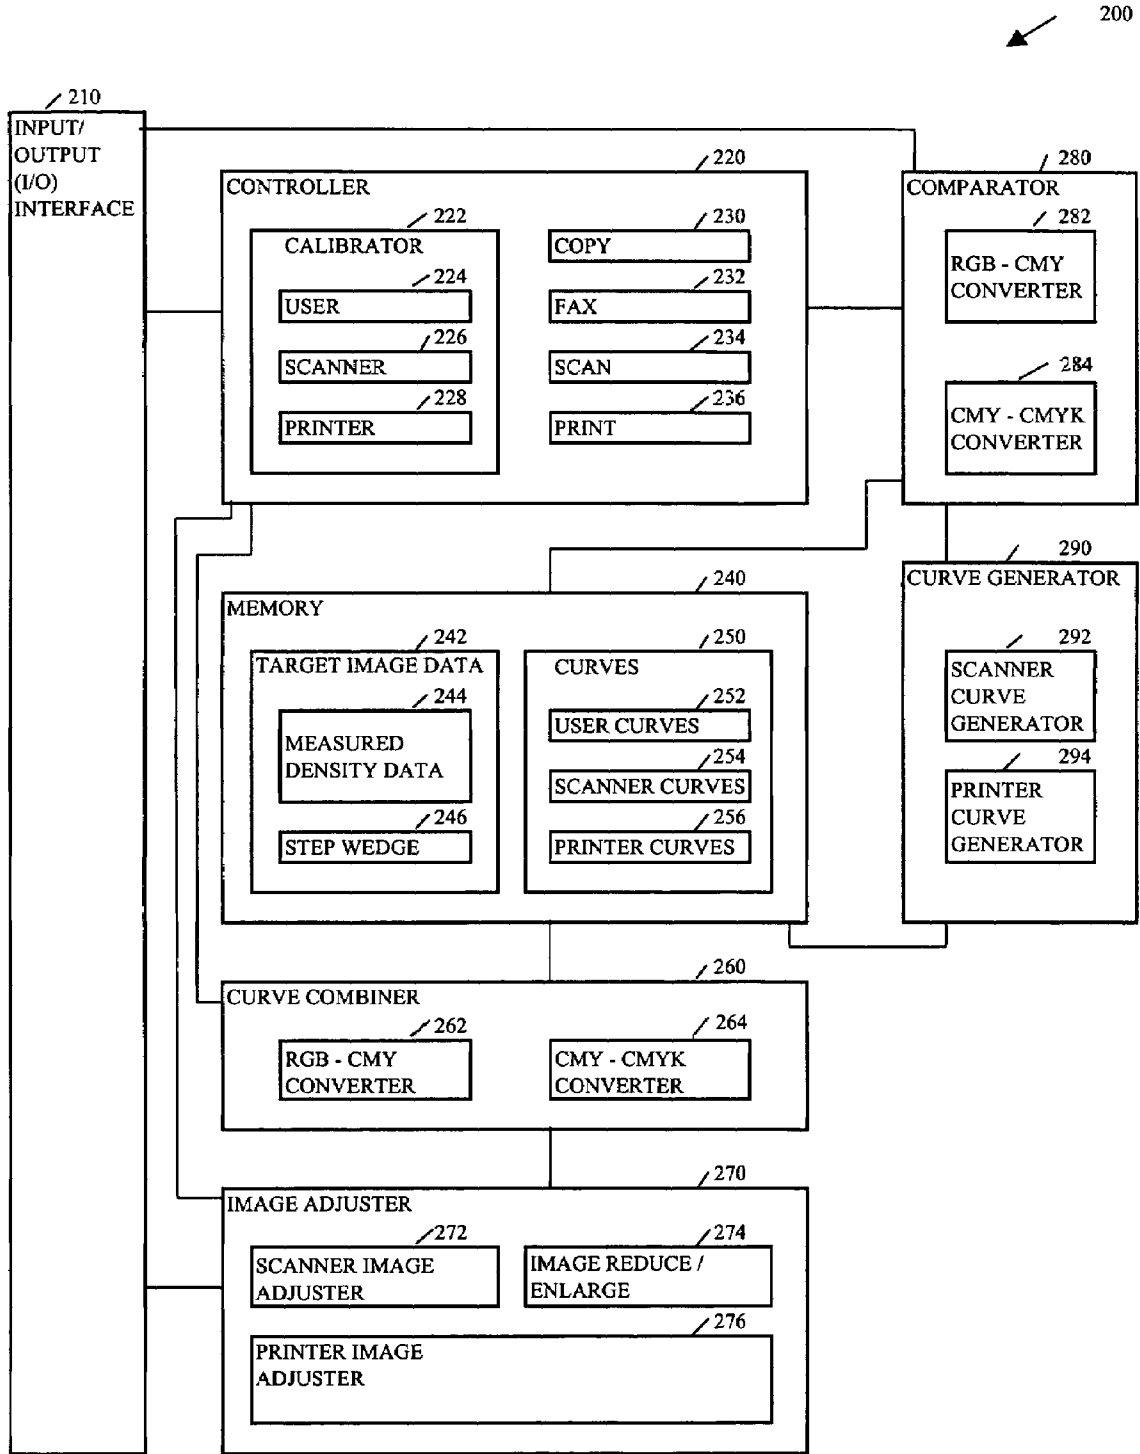 200
210
INPUT/
OUTPUT
(I/O)
INTERFACE
220
CONTROLLER
222
CALIBRATOR
224
USER
226
SCANNER
228
PRINTER
230
COPY
232
FAX
234
SCAN
236
PRINT
280
COMPARATOR
282
RGB - CMY
CONVERTER
284
CMY - CMYK
CONVERTER
240
MEMORY
242
TARGET IMAGE DATA
244
MEASURED
DENSITY DATA
246
STEP WEDGE
250
CURVES
252
USER CURVES
254
SCANNER CURVES
256
PRINTER CURVES
290
CURVE GENERATOR
292
SCANNER
CURVE
GENERATOR
294
PRINTER
CURVE
GENERATOR
260
CURVE COMBINER
262
RGB - CMY
CONVERTER
264
CMY - CMYK
CONVERTER
270
IMAGE ADJUSTER
272
SCANNER IMAGE
ADJUSTER
274
IMAGE REDUCE /
ENLARGE
276
PRINTER IMAGE
ADJUSTER